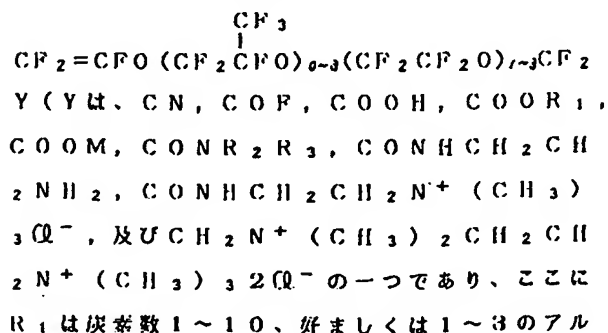 CF₃
|
CF₂=CFO(CF₂CFO)₀~₃(CF₂CF₂O)₁~₃CF₂
Y(Yは、CN,COF,COOH,COOR₁,
COOM,CONR₂R₃,CONHCH₂CH
₂NH₂,CONHCH₂CH₂N⁺(CH₃)
₃Cl⁻,及びCH₂N⁺(CH₃)₂CH₂CH
₂N⁺(CH₃)₃2Cl⁻の一つであり、ここに
R₁は炭素数1~10、好ましくは1~3のアル